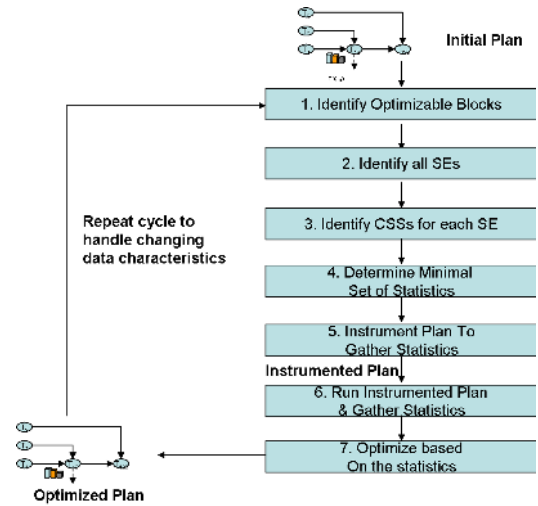 Initial Plan
1. Identify Optimizable Blocks
2. Identify all SEs
Repeat cycle to
handle changing
data characteristics
3. Identify CSSs for each SE
4. Determine Minimal
Set of Statistics
5. Instrument Plan To
Gather Statistics
Instrumented Plan
6. Run Instrumented Plan
& Gather Statistics
7. Optimize based
On the statistics
Optimized Plan